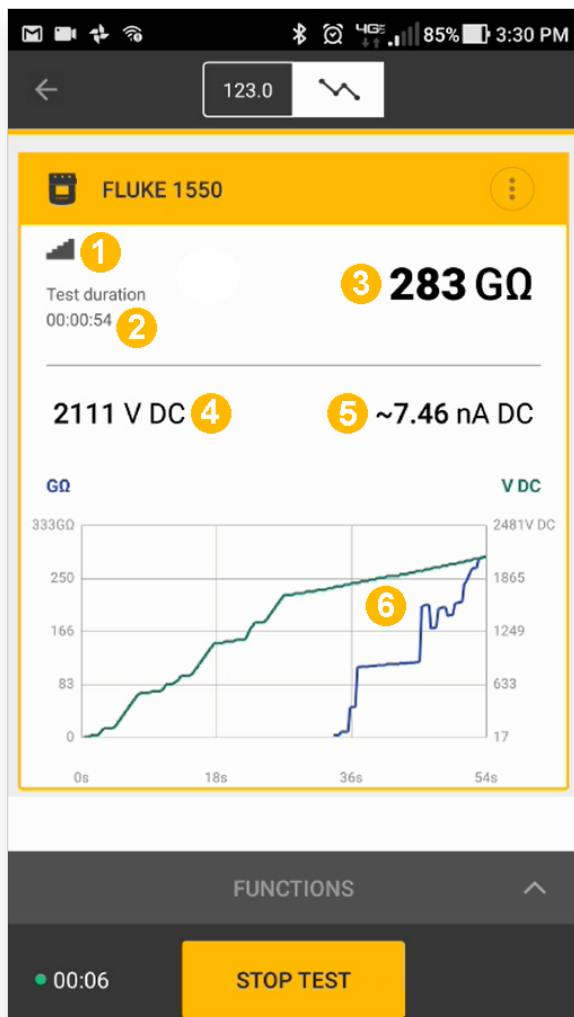 4GE 85% 3:30 PM
123.0
FLUKE 1550
1
Test duration
00:00:54 2
3 283 GΩ
2111 V DC 4
5 ~7.46 nA DC
GΩ V DC
333GΩ 2481V DC
250 1865
6
166 1249
83 633
0 17
0s 18s 36s 54s
FUNCTIONS
00:06 STOP TEST